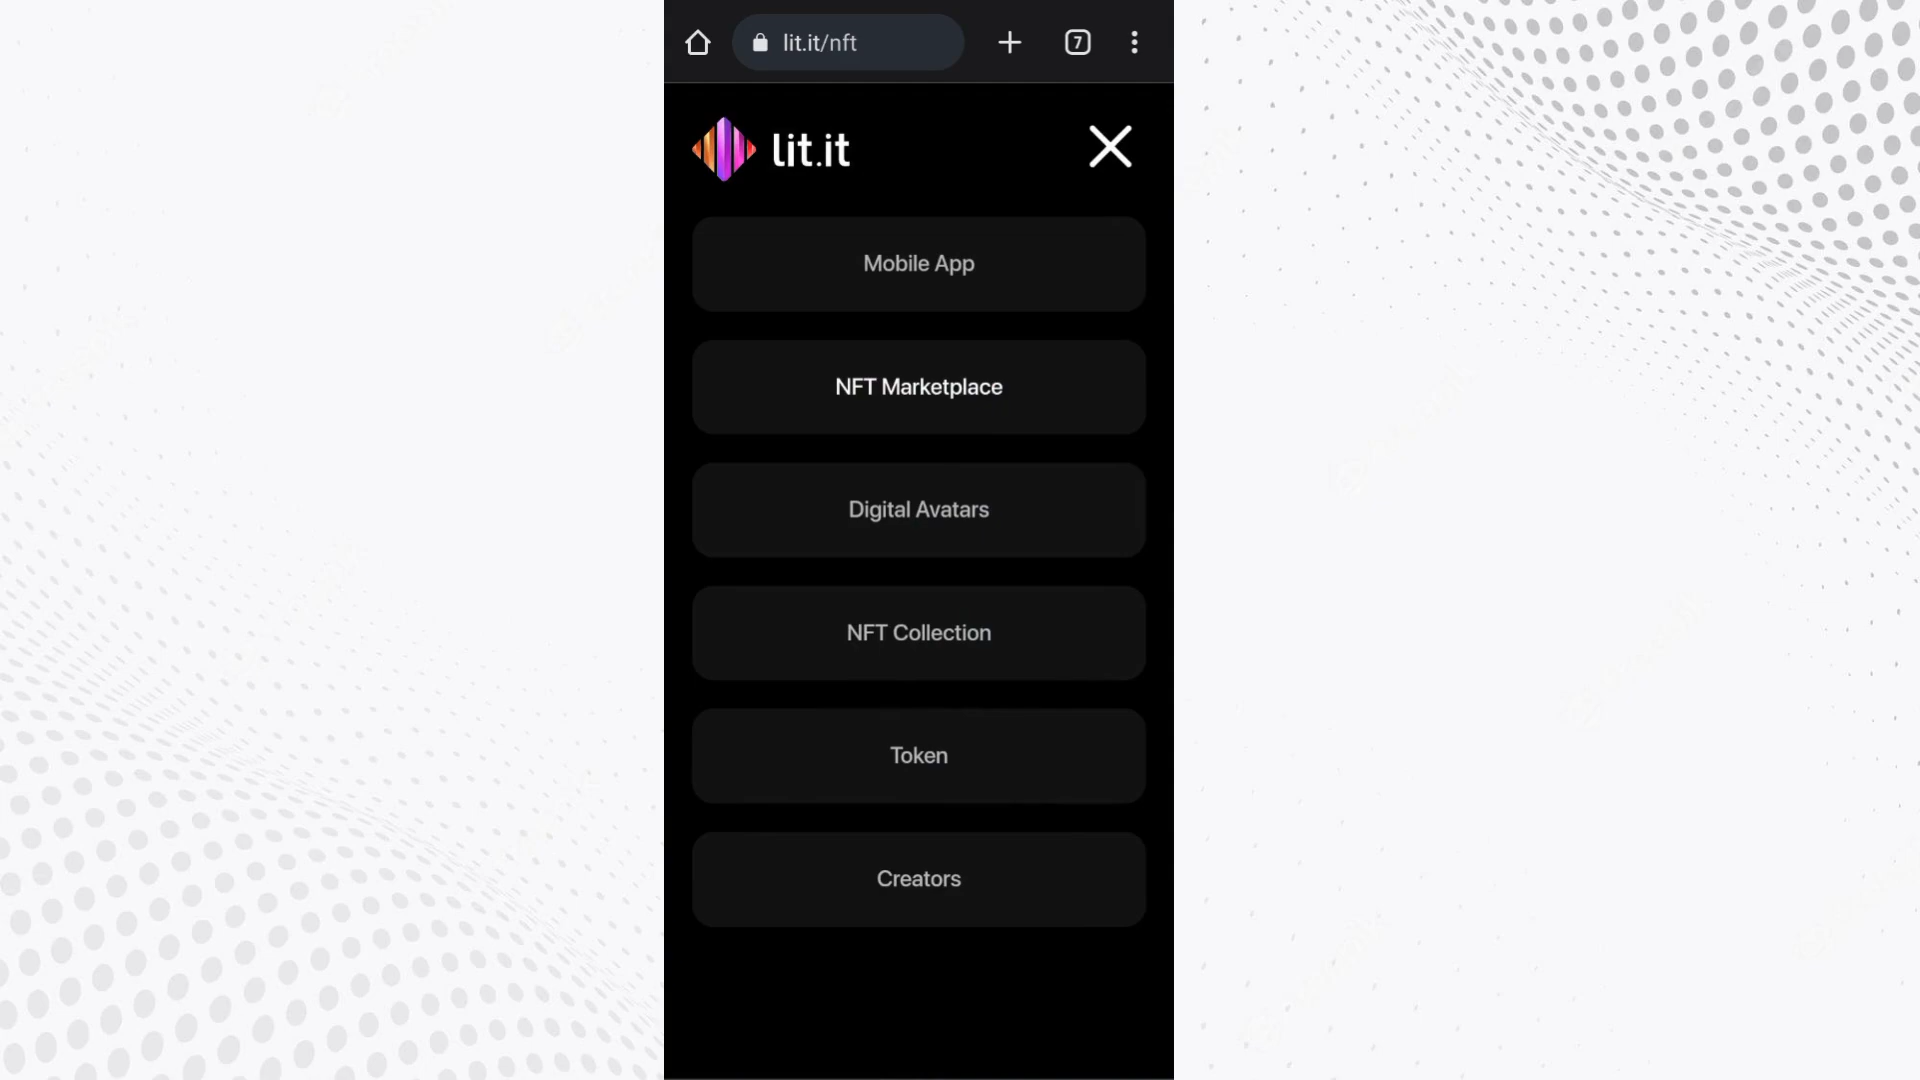 lit.it/nft
7
lit.it
Mobile App
NFT Marketplace
Digital Avatars
NFT Collection
Token
Creators